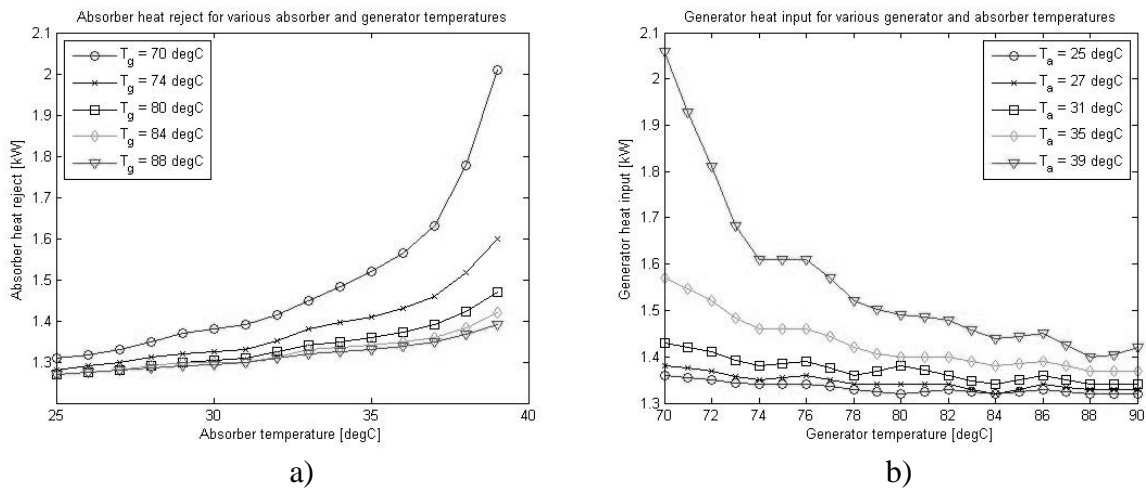 Absorber heat reject for various absorber and generator temperatures
2.1
2
1.9
1.8
1.7
1.6
1.5
1.4
1.3
1.2
Absorber heat reject [kW]
T_g = 70 degC
T_g = 74 degC
T_g = 80 degC
T_g = 84 degC
T_g = 88 degC
25
30
35
40
Absorber temperature [degC]
a)
Generator heat input for various generator and absorber temperatures
2.1
2
1.9
1.8
1.7
1.6
1.5
1.4
1.3
Generator heat input [kW]
T_a = 25 degC
T_a = 27 degC
T_a = 31 degC
T_a = 35 degC
T_a = 39 degC
70
72
74
76
78
80
82
84
86
88
90
Generator temperature [degC]
b)